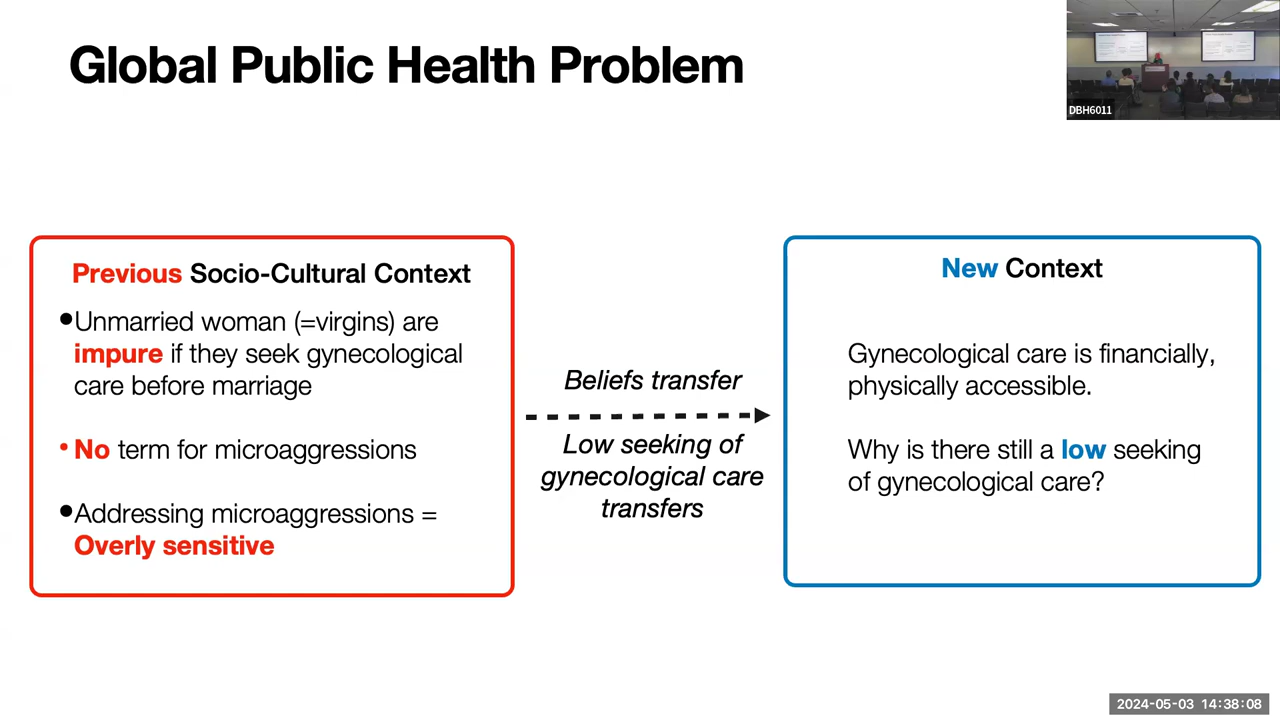 Global Public Health Problem
DBH6011
Previous Socio-Cultural Context
•Unmarried woman (=virgins) are
impure if they seek gynecological
care before marriage
• No term for microaggressions
•Addressing microaggressions =
Overly sensitive
Beliefs transfer
Low seeking of
gynecological care
transfers
New Context
Gynecological care is financially,
physically accessible.
Why is there still a low seeking
of gynecological care?
2024-05-03 14:38:08